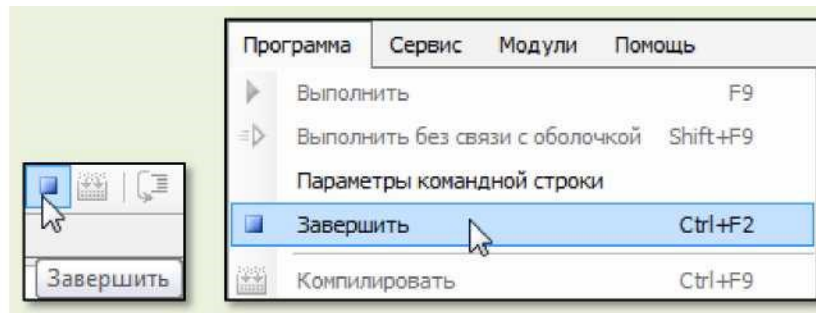 Программа Сервис Модули Помощь
Выполнить F9
Выполнить без связи с оболочкой Shift+F9
Параметры командной строки
Завершить Ctrl+F2
Компилировать Ctrl+F9
Завершить